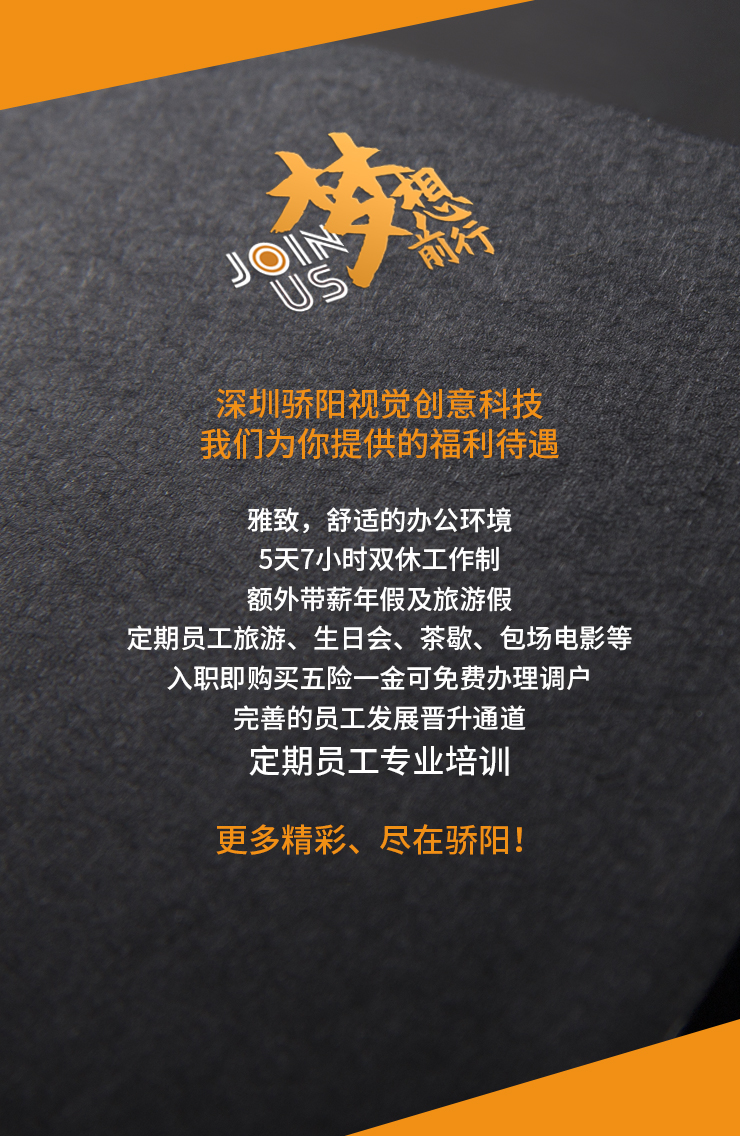 梦想前行
JOIN
US
深圳骄阳视觉创意科技
我们为你提供的福利待遇
雅致，舒适的办公环境
5天7小时双休工作制
额外带薪年假及旅游假
定期员工旅游、生日会、茶歇、包场电影等
入职即购买五险一金可免费办理调户
完善的员工发展晋升通道
定期员工专业培训
更多精彩、尽在骄阳！